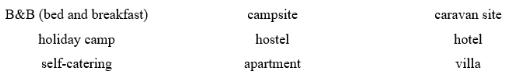 B&B (bed and breakfast) campsite caravan site
holiday camp hostel hotel
self-catering apartment villa